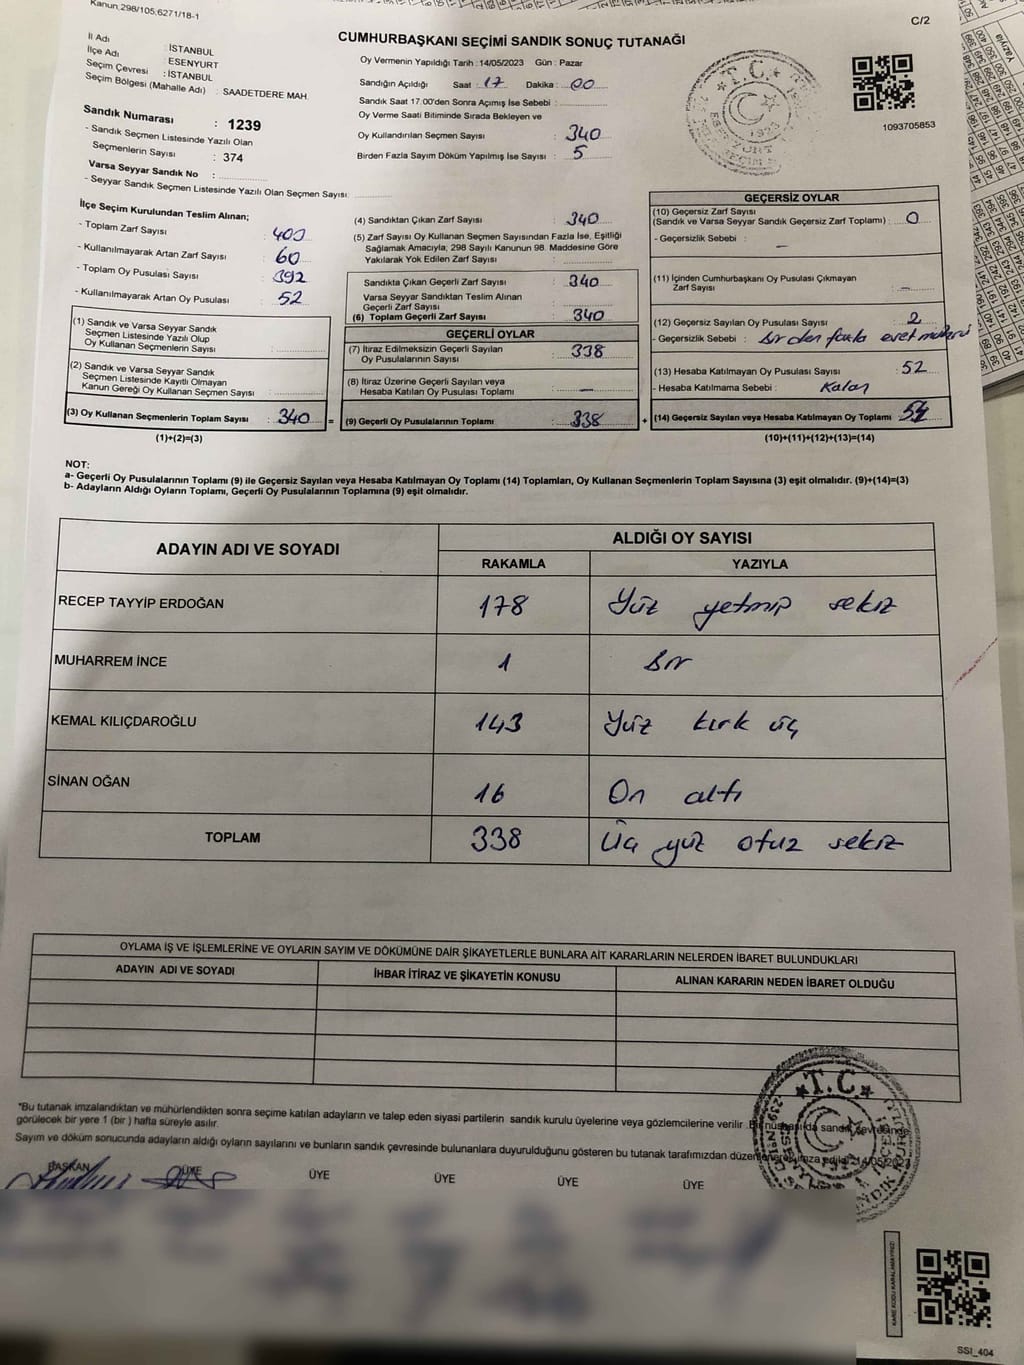 Kanun,298/105;6271/18-1
C/2
CUMHURBAŞKANI SEÇİMİ SANDIK SONUÇ TUTANAĞI
İl Adı : İSTANBUL
İlçe Adı : ESENYURT
Seçim Çevresi : İSTANBUL
Seçim Bölgesi (Mahalle Adı) : SAADETDERE MAH.
Sandık Numarası : 1239
- Sandık Seçmen Listesinde Yazılı Olan
Seçmenlerin Sayısı : 374
Varsa Seyyar Sandık No :
- Seyyar Sandık Seçmen Listesinde Yazılı Olan Seçmen Sayısı:
Oy Vermenin Yapıldığı Tarih : 14/05/2023 Gün : Pazar
Sandığın Açıldığı Saat : 17 Dakika : 00
Sandık Saat 17.00'den Sonra Açımış İse Sebebi :
Oy Verme Saati Bitiminde Sırada Bekleyen ve
Oy Kullandırılan Seçmen Sayısı 340
Birden Fazla Sayım Döküm Yapılmış İse Sayısı : 5
1093705853
İlçe Seçim Kurulundan Teslim Alınan;
- Toplam Zarf Sayısı : 400
- Kullanılmayarak Artan Zarf Sayısı : 60
- Toplam Oy Pusulası Sayısı : 392
- Kullanılmayarak Artan Oy Pusulası : 52
(1) Sandık ve Varsa Seyyar Sandık
Seçmen Listesinde Yazılı Olup
Oy Kullanan Seçmenlerin Sayısı :
(2) Sandık ve Varsa Seyyar Sandık
Seçmen Listesinde Kayıtlı Olmayan
Kanun Gereği Oy Kullanan Seçmen Sayısı :
(3) Oy Kullanan Seçmenlerin Toplam Sayısı : 340 =
(1)+(2)=(3)
(4) Sandıktan Çıkan Zarf Sayısı : 340
(5) Zarf Sayısı Oy Kullanan Seçmen Sayısından Fazla İse, Eşitliği
Sağlamak Amacıyla; 298 Sayılı Kanunun 98. Maddesine Göre
Yakılarak Yok Edilen Zarf Sayısı :
Sandıkta Çıkan Geçerli Zarf Sayısı : 340
Varsa Seyyar Sandıktan Teslim Alınan
Geçerli Zarf Sayısı :
(6) Toplam Geçerli Zarf Sayısı : 340
GEÇERLİ OYLAR
(7) İtiraz Edilmeksizin Geçerli Sayılan
Oy Pusulalarının Sayısı : 338
(8) İtiraz Üzerine Geçerli Sayılan veya
Hesaba Katılan Oy Pusulası Toplamı : —
(9) Geçerli Oy Pusulalarının Toplamı : 338 +
GEÇERSİZ OYLAR
(10) Geçersiz Zarf Sayısı
(Sandık ve Varsa Seyyar Sandık Geçersiz Zarf Toplamı) : 0
- Geçersizlik Sebebi : —
(11) İçinden Cumhurbaşkanı Oy Pusulası Çıkmayan
Zarf Sayısı : —
(12) Geçersiz Sayılan Oy Pusulası Sayısı : 2
- Geçersizlik Sebebi : Birden fazla evet mührü
(13) Hesaba Katılmayan Oy Pusulası Sayısı : 52
- Hesaba Katılmama Sebebi : Kalan
(14) Geçersiz Sayılan veya Hesaba Katılmayan Oy Toplamı 54
(10)+(11)+(12)+(13)=(14)
NOT:
a- Geçerli Oy Pusulalarının Toplamı (9) ile Geçersiz Sayılan veya Hesaba Katılmayan Oy Toplamı (14) Toplamları, Oy Kullanan Seçmenlerin Toplam Sayısına (3) eşit olmalıdır. (9)+(14)=(3)
b- Adayların Aldığı Oyların Toplamı, Geçerli Oy Pusulalarının Toplamına (9) eşit olmalıdır.
ADAYIN ADI VE SOYADI
ALDIĞI OY SAYISI
RAKAMLA YAZIYLA
RECEP TAYYİP ERDOĞAN 178 Yüz yetmiş sekiz
MUHARREM İNCE 1 Bir
KEMAL KILIÇDAROĞLU 143 Yüz kırk üç
SİNAN OĞAN 16 On altı
TOPLAM 338 Üç yüz otuz sekiz
OYLAMA İŞ VE İŞLEMLERİNE VE OYLARIN SAYIM VE DÖKÜMÜNE DAİR ŞİKAYETLERLE BUNLARA AİT KARARLARIN NELERDEN İBARET BULUNDUKLARI
ADAYIN ADI VE SOYADI İHBAR İTİRAZ VE ŞİKAYETİN KONUSU ALINAN KARARIN NEDEN İBARET OLDUĞU
*Bu tutanak imzalandıktan ve mühürlendikten sonra seçime katılan adayların ve talep eden siyasi partilerin sandık kurulu üyelerine veya gözlemcilerine verilir. Bir nüshası da sandık çevresinde
görülecek bir yere 1 (bir ) hafta süreyle asılır.
Sayım ve döküm sonucunda adayların aldığı oyların sayılarını ve bunların sandık çevresinde bulunanlara duyurulduğunu gösteren bu tutanak tarafımızdan düzenlenerek imza edildi. 14/05/2023
BAŞKAN ÜYE ÜYE ÜYE ÜYE ÜYE
T.C.
SSI_404